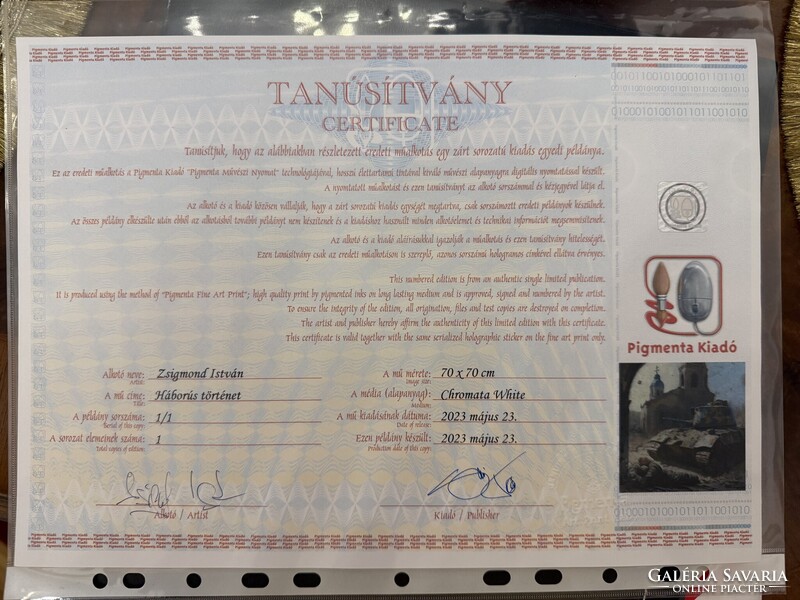 TANÚSÍTVÁNY
CERTIFICATE
Tanúsítjuk, hogy az alábbiakban részletezett eredeti műalkotás egy zárt sorozatú kiadás egyedi példánya.
Ez az eredeti műalkotás a Pigmenta Kiadó "Pigmenta Művészi Nyomat" technológiájával, hosszú élettartamú tintával kiváló művészi alapanyagra digitális nyomtatással készült.
A nyomtatott műalkotást és ezen tanúsítványt az alkotó sorszámmal és kézjegyével látja el.
Az alkotó és a kiadó közösen vállalják, hogy a zárt sorozatú kiadás egységét megtartva, csak sorszámozott eredeti példányok készülnek.
Az összes példány elkészülte után ebből az alkotásból további példányt nem készítenek és a kiadáshoz használt minden alkotóelemet és technikai információt megsemmisítenek.
Az alkotó és a kiadó aláírásukkal igazolják a műalkotás és ezen tanúsítvány hitelességét.
Ezen tanúsítvány csak az eredeti műalkotáson is szereplő, azonos sorszámú hologramos címkével ellátva érvényes.
This numbered edition is from an authentic single limited publication.
It is produced using the method of "Pigmenta Fine Art Print"; high quality print by pigmented inks on long lasting medium and is approved, signed and numbered by the artist.
To ensure the integrity of the edition, all origination, files and test copies are destroyed on completion.
The artist and publisher hereby affirm the authenticity of this limited edition with this certificate.
This certificate is valid together with the same serialized holographic sticker on the fine art print only.
Alkotó neve: Zsigmond István
Artist:
A mű címe: Háborús történet
Title:
A példány sorszáma: 1/1
Serial of this copy:
A sorozat elemeinek száma: 1
Total copies of edition:
A mű mérete: 70 x 70 cm
Image size:
A média (alapanyag): Chromata White
Medium:
A mű kiadásának dátuma: 2023 május 23.
Date of release:
Ezen példány készült: 2023 május 23.
Production date of this copy:
Alkotó / Artist
Kiadó / Publisher
Pigmenta Kiadó
GALÉRIA SAVARIA
ONLINE PIACTÉR